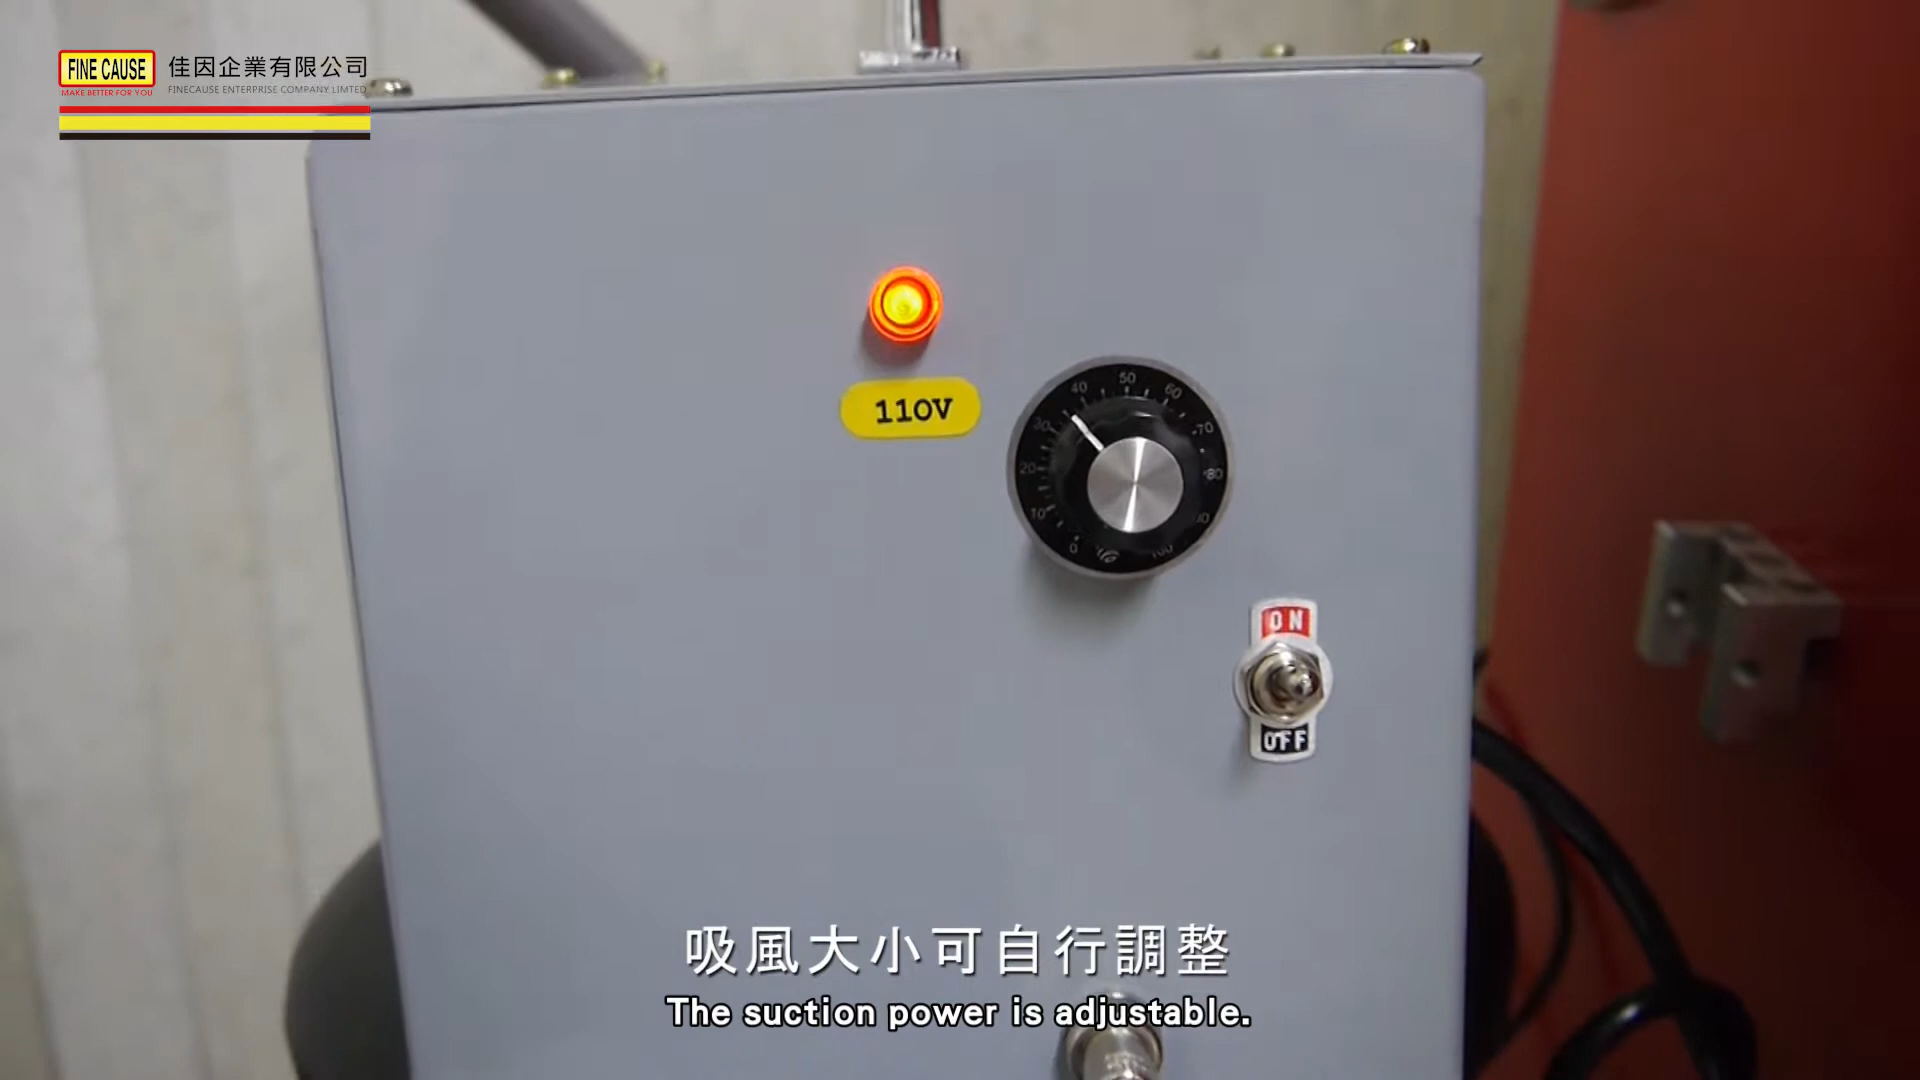 FINE CAUSE
MAKE BETTER FOR YOU
佳因企業有限公司
FINECAUSE ENTERPRISE COMPANY LIMTED
110V
0
10
20
30
40
50
60
70
80
100
ON
OFF
吸風大小可自行調整
The suction power is adjustable.